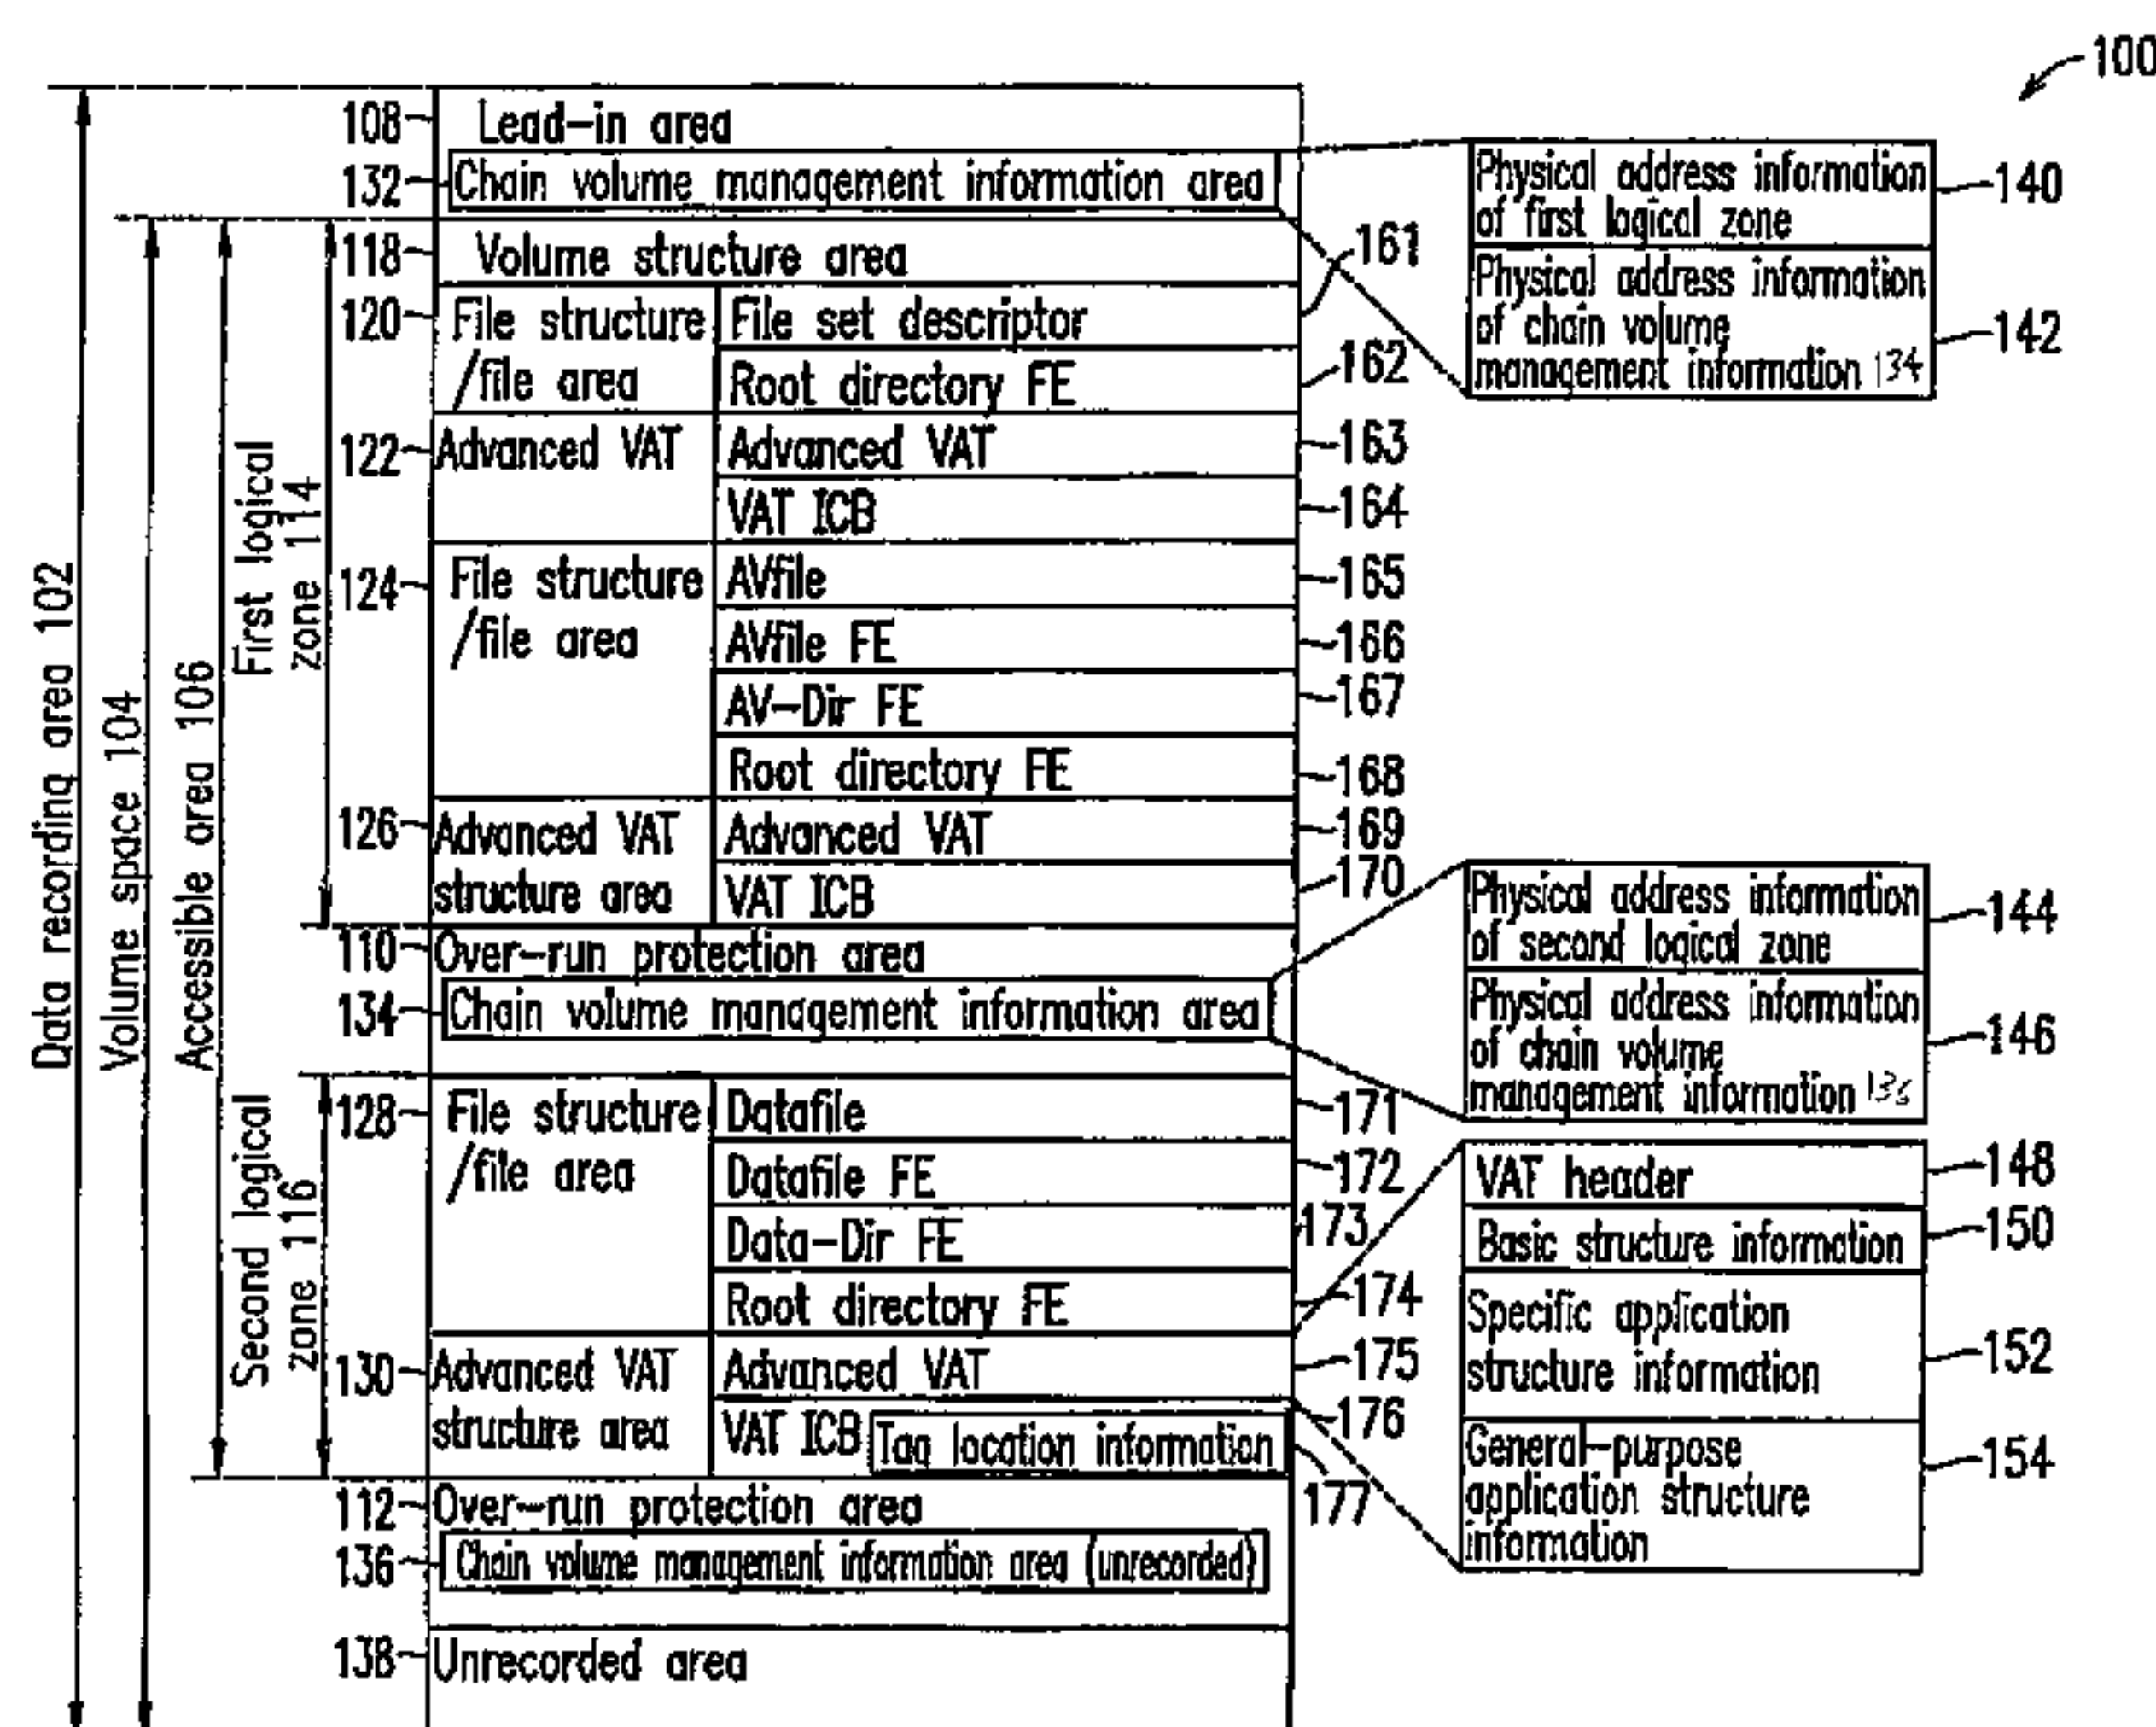 100
108 Lead-in area
132 Chain volume management information area
Physical address information
of first logical zone
140
Physical address information
of chain volume
management information 134
142
118 Volume structure area
120 File structure
/file area
File set descriptor 161
Root directory FE 162
122 Advanced VAT
Advanced VAT 163
VAT ICB 164
124 File structure
/file area
AVfile 165
AVfile FE 166
AV-Dir FE 167
Root directory FE 168
126 Advanced VAT
structure area
Advanced VAT 169
VAT ICB 170
110 Over-run protection area
134 Chain volume management information area
Physical address information
of second logical zone
144
Physical address information
of chain volume
management information 136
146
128 File structure
/file area
Datafile 171
Datafile FE 172
Data-Dir FE 173
Root directory FE 174
130 Advanced VAT
structure area
Advanced VAT 175
VAT ICB 176
Tag location information 177
VAT header 148
Basic structure information 150
Specific application
structure information
152
General-purpose
application structure
information
154
112 Over-run protection area
136 Chain volume management information area (unrecorded)
138 Unrecorded area
Data recording area 102
Volume space 104
Accessible area 106
First logical
zone 114
Second logical
zone 116